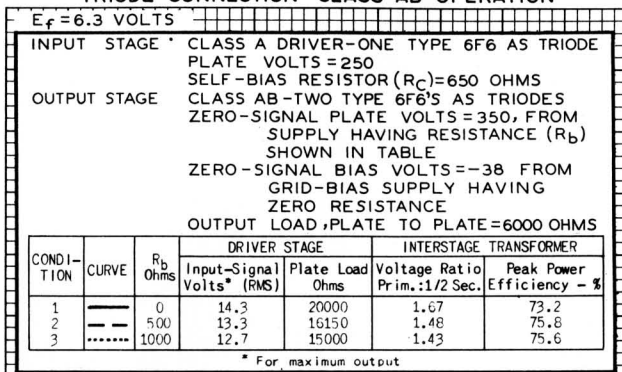 TRIODE CONNECTION-CLASS AB OPERATION
Ef=6.3 VOLTS
INPUT STAGE * CLASS A DRIVER-ONE TYPE 6F6 AS TRIODE
PLATE VOLTS=250
SELF-BIAS RESISTOR(RC)=650 OHMS
OUTPUT STAGE CLASS AB-TWO TYPE 6F6'S AS TRIODES
ZERO-SIGNAL PLATE VOLTS=350, FROM
SUPPLY HAVING RESISTANCE (Rb)
SHOWN IN TABLE
ZERO-SIGNAL BIAS VOLTS=-38 FROM
GRID-BIAS SUPPLY HAVING
ZERO RESISTANCE
OUTPUT LOAD, PLATE TO PLATE=6000 OHMS
CONDI-TION CURVE Rb Ohms DRIVER STAGE INTERSTAGE TRANSFORMER
Input-Signal Volts* (RMS) Plate Load Ohms Voltage Ratio Prim.:1/2 Sec. Peak Power Efficiency - %
1 0 14.3 20000 1.67 73.2
2 500 13.3 16150 1.48 75.8
3 1000 12.7 15000 1.43 75.6
* For maximum output